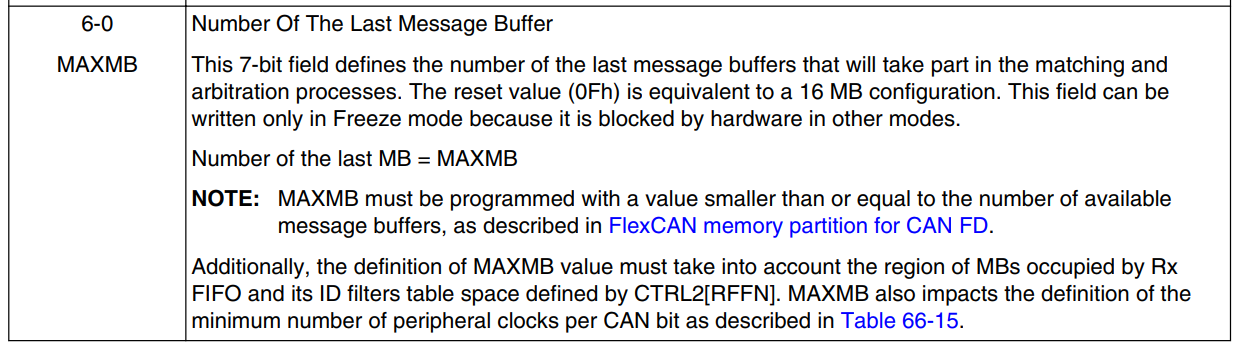 6-0 Number Of The Last Message Buffer
MAXMB This 7-bit field defines the number of the last message buffers that will take part in the matching and
arbitration processes. The reset value (0Fh) is equivalent to a 16 MB configuration. This field can be
written only in Freeze mode because it is blocked by hardware in other modes.
Number of the last MB = MAXMB
NOTE: MAXMB must be programmed with a value smaller than or equal to the number of available
message buffers, as described in FlexCAN memory partition for CAN FD.
Additionally, the definition of MAXMB value must take into account the region of MBs occupied by Rx
FIFO and its ID filters table space defined by CTRL2[RFFN]. MAXMB also impacts the definition of the
minimum number of peripheral clocks per CAN bit as described in Table 66-15.